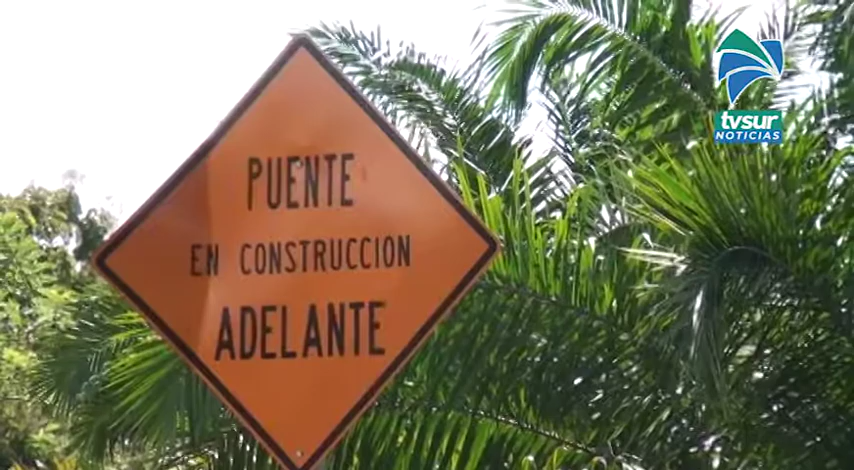 tvsur
NOTICIAS
PUENTE
EN CONSTRUCCION
ADELANTE